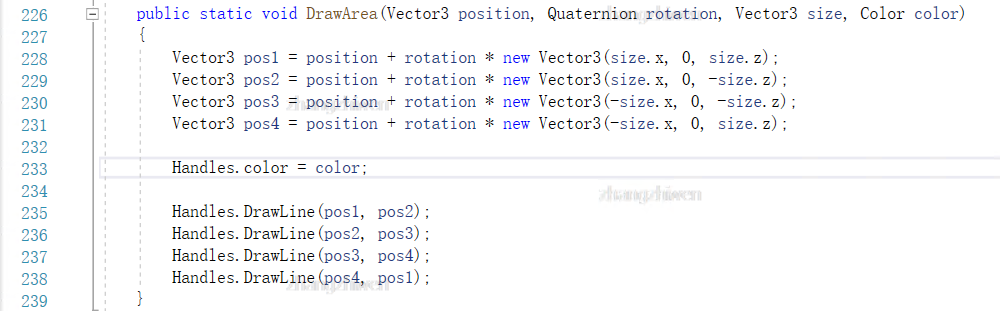 226 public static void DrawArea(Vector3 position, Quaternion rotation, Vector3 size, Color color)
227 {
228 Vector3 pos1 = position + rotation * new Vector3(size.x, 0, size.z);
229 Vector3 pos2 = position + rotation * new Vector3(size.x, 0, -size.z);
230 Vector3 pos3 = position + rotation * new Vector3(-size.x, 0, -size.z);
231 Vector3 pos4 = position + rotation * new Vector3(-size.x, 0, size.z);
232
233 Handles.color = color;
234
235 Handles.DrawLine(pos1, pos2);
236 Handles.DrawLine(pos2, pos3);
237 Handles.DrawLine(pos3, pos4);
238 Handles.DrawLine(pos4, pos1);
239 }